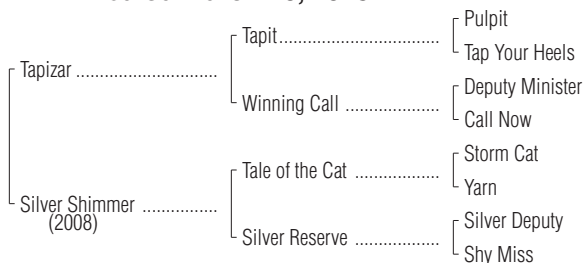 Pulpit
Tapit
Tap Your Heels
Tapizar
Deputy Minister
Winning Call
Call Now
Storm Cat
Tale of the Cat
Yarn
Silver Shimmer
(2008)
Silver Deputy
Silver Reserve
Shy Miss